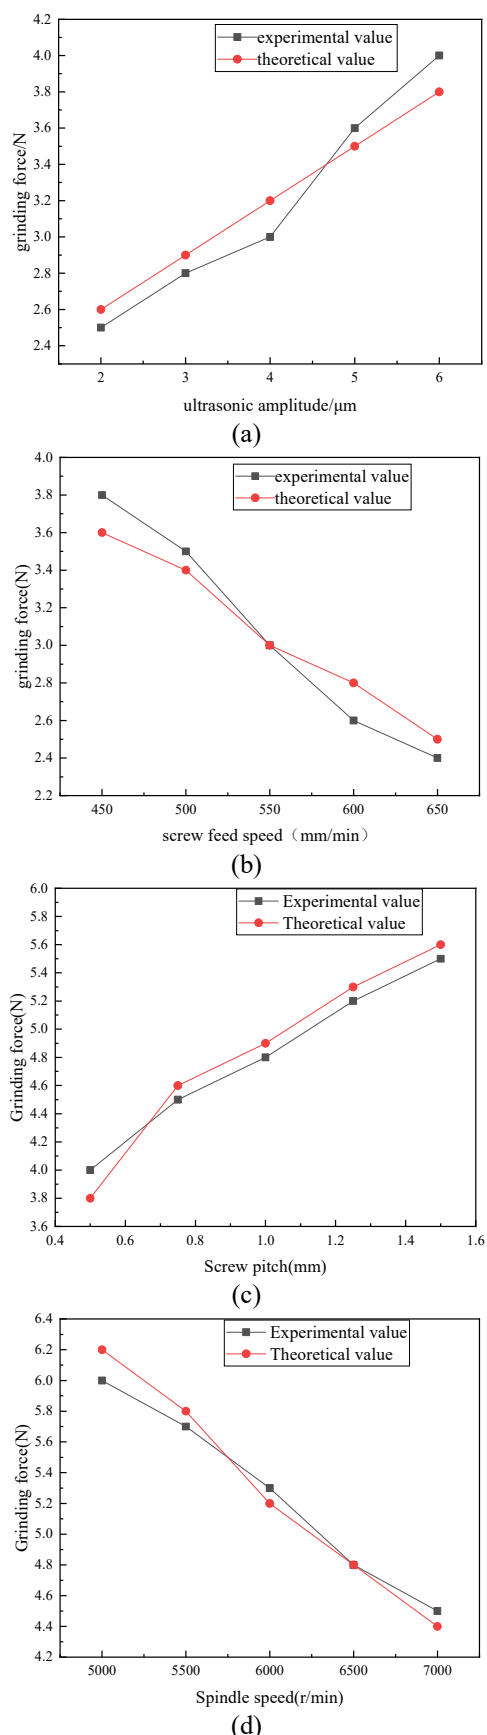 4.2
4.0
3.8
3.6
3.4
3.2
3.0
2.8
2.6
2.4
grinding force/N
experimental value
theoretical value
2 3 4 5 6
ultrasonic amplitude/μm
(a)
4.0
3.8
3.6
3.4
3.2
3.0
2.8
2.6
2.4
2.2
grinding force(N)
experimental value
theoretical value
450 500 550 600 650
screw feed speed（mm/min）
(b)
6.0
5.8
5.6
5.4
5.2
5.0
4.8
4.6
4.4
4.2
4.0
3.8
3.6
Grinding force(N)
Experimental value
Theoretical value
0.4 0.6 0.8 1.0 1.2 1.4 1.6
Screw pitch(mm)
(c)
6.4
6.2
6.0
5.8
5.6
5.4
5.2
5.0
4.8
4.6
4.4
4.2
Grinding force(N)
Experimental value
Theoretical value
5000 5500 6000 6500 7000
Spindle speed(r/min)
(d)